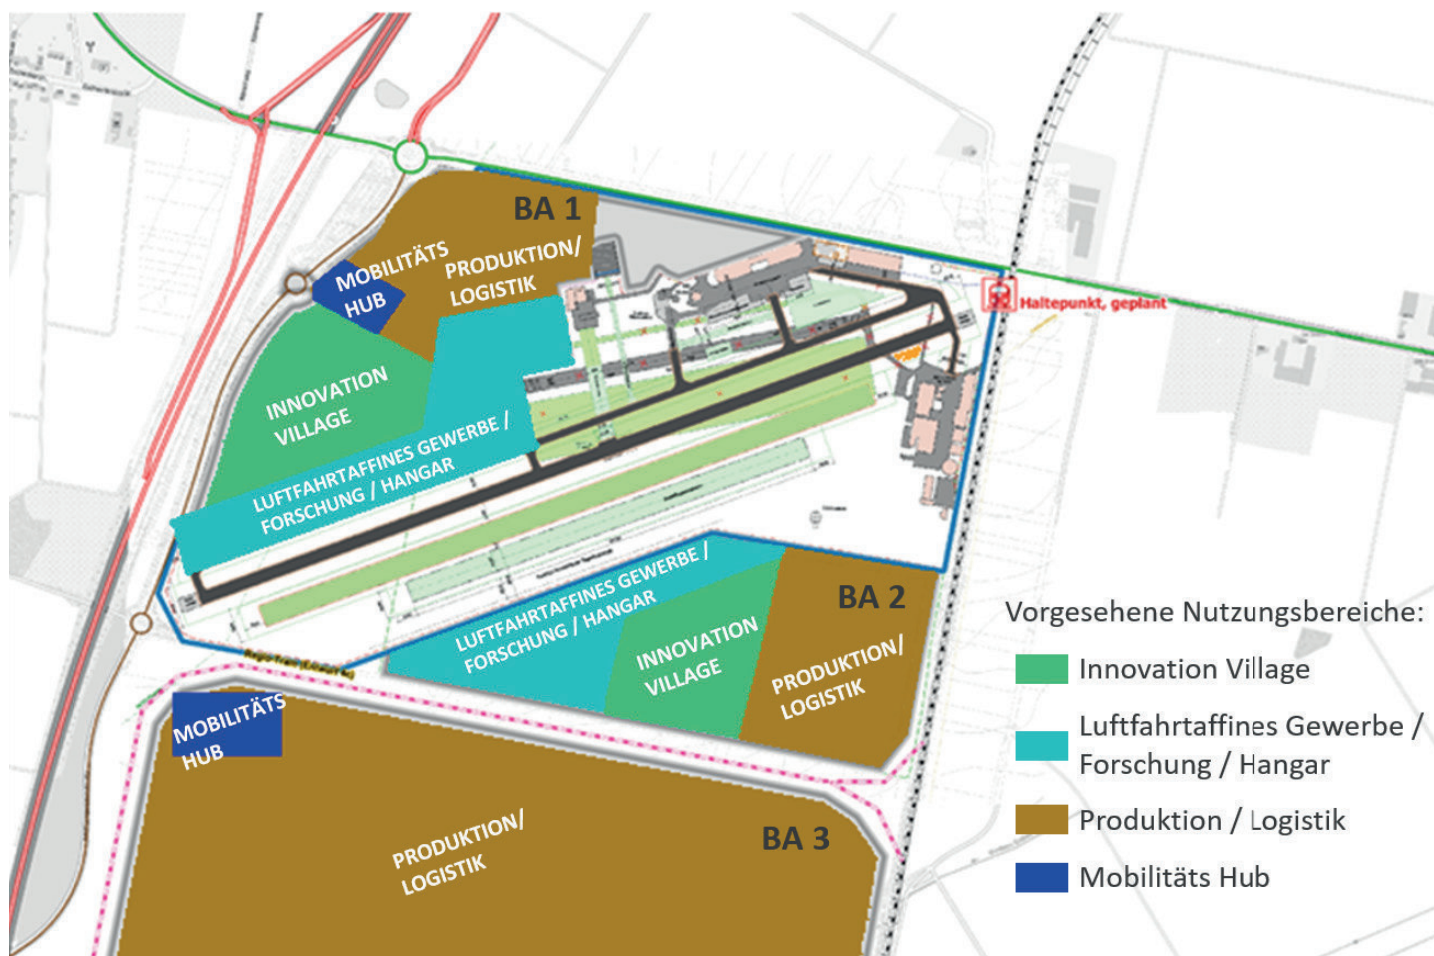 BA 1
MOBILITÄTS
HUB
PRODUKTION/
LOGISTIK
Haltepunkt, geplant
INNOVATION
VILLAGE
LUFTFAHRTAFFINES GEWERBE /
FORSCHUNG / HANGAR
LUFTFAHRTAFFINES GEWERBE /
FORSCHUNG / HANGAR
INNOVATION
VILLAGE
BA 2
PRODUKTION/
LOGISTIK
MOBILITÄTS
HUB
PRODUKTION/
LOGISTIK
BA 3
Vorgesehene Nutzungsbereiche:
Innovation Village
Luftfahrtaffines Gewerbe /
Forschung / Hangar
Produktion / Logistik
Mobilitäts Hub